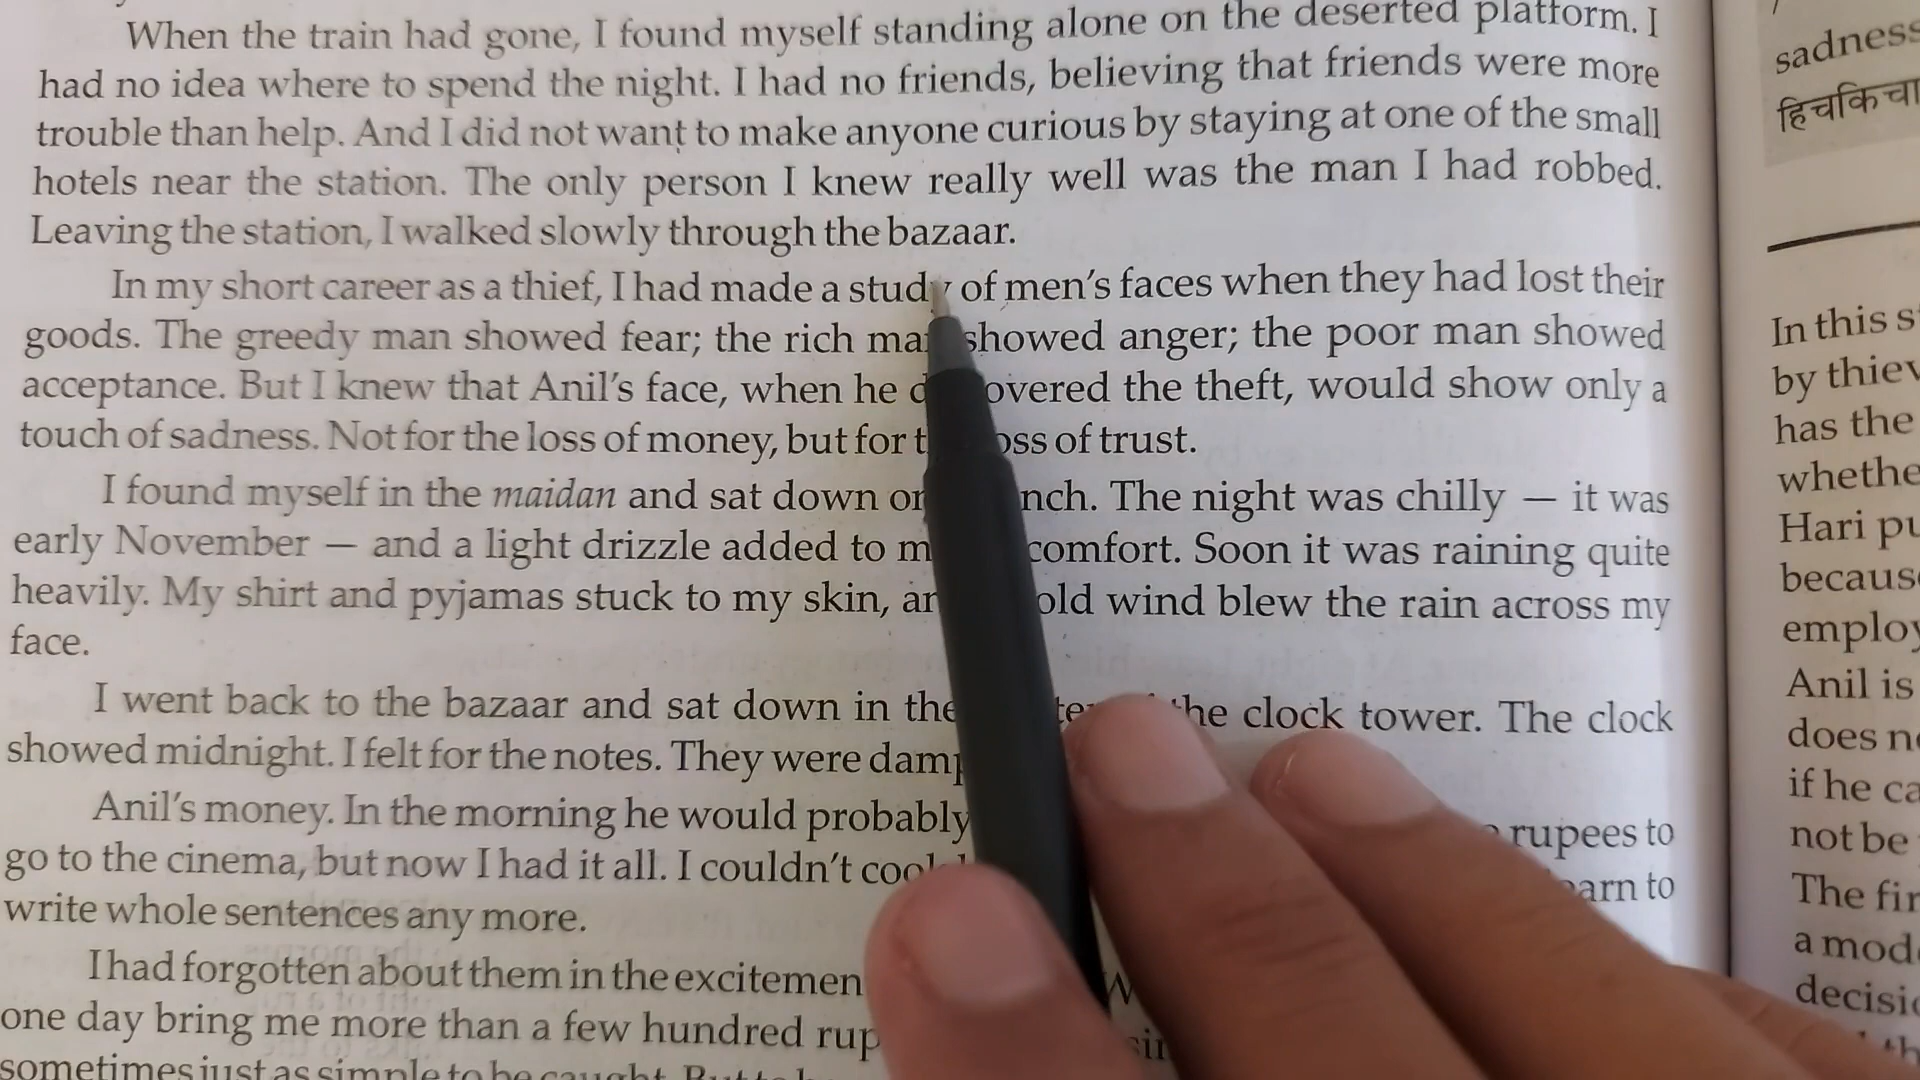 When the train had gone, I found myself standing alone on the deserted platform. I
had no idea where to spend the night. I had no friends, believing that friends were more
trouble than help. And I did not want to make anyone curious by staying at one of the small
hotels near the station. The only person I knew really well was the man I had robbed.
Leaving the station, I walked slowly through the bazaar.
In my short career as a thief, I had made a study of men's faces when they had lost their
goods. The greedy man showed fear; the rich man showed anger; the poor man showed
acceptance. But I knew that Anil's face, when he overed the theft, would show only a
touch of sadness. Not for the loss of money, but for oss of trust.
I found myself in the maidan and sat down on nch. The night was chilly — it was
early November — and a light drizzle added to comfort. Soon it was raining quite
heavily. My shirt and pyjamas stuck to my skin, old wind blew the rain across my
face.
I went back to the bazaar and sat down in the the clock tower. The clock
showed midnight. I felt for the notes. They were damp
Anil's money. In the morning he would probably rupees to
go to the cinema, but now I had it all. I couldn't cook arn to
write whole sentences any more.
I had forgotten about them in the excitemen
one day bring me more than a few hundred rup
sometimes just as simple to be caught. But to
sadness
हिचकिचा
In this s
by thiev
has the
whethe
Hari pu
because
employ
Anil is
does no
if he ca
not be
The fir
a mode
decisio